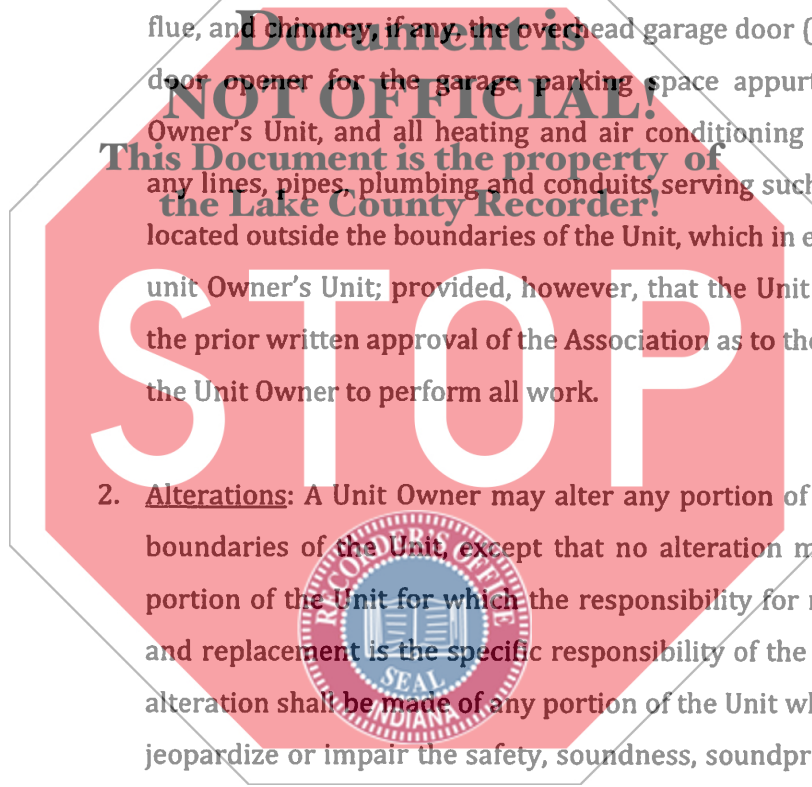 flue, and chimney, if any, the overhead garage door (
Document is
door opener for the garage parking space appurt
NOT OFFICIAL!
Owner's Unit, and all heating and air conditioning
This Document is the property of
any lines, pipes, plumbing and conduits serving such
the Lake County Recorder!
located outside the boundaries of the Unit, which in e
unit Owner's Unit; provided, however, that the Unit
STOP
the prior written approval of the Association as to the
the Unit Owner to perform all work.
2. Alterations: A Unit Owner may alter any portion of
boundaries of the Unit, except that no alteration m
RECORDER'S OFFICE
portion of the Unit for which the responsibility for
and replacement is the specific responsibility of the
SEAL
alteration shall be made of any portion of the Unit wh
INDIANA
jeopardize or impair the safety, soundness, soundpr